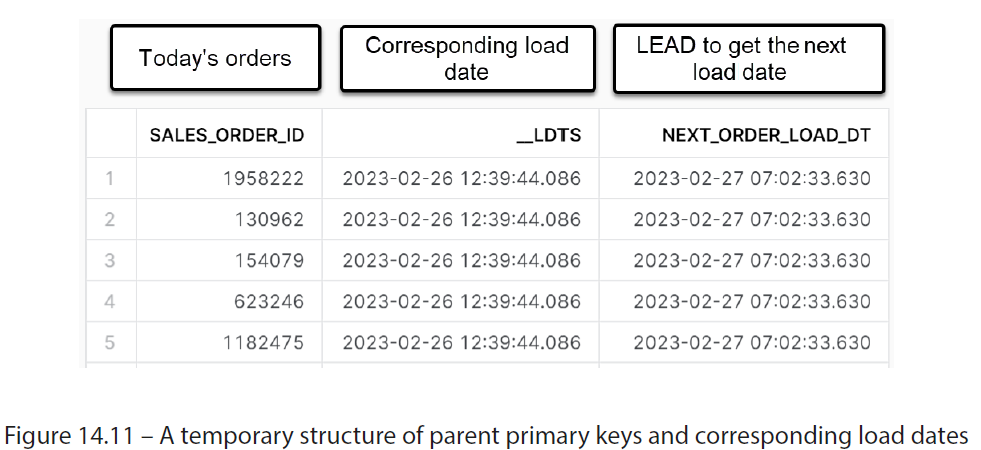 Today's orders
Corresponding load
date
LEAD to get the next
load date
SALES_ORDER_ID __LDTS NEXT_ORDER_LOAD_DT
1 1958222 2023-02-26 12:39:44.086 2023-02-27 07:02:33.630
2 130962 2023-02-26 12:39:44.086 2023-02-27 07:02:33.630
3 154079 2023-02-26 12:39:44.086 2023-02-27 07:02:33.630
4 623246 2023-02-26 12:39:44.086 2023-02-27 07:02:33.630
5 1182475 2023-02-26 12:39:44.086 2023-02-27 07:02:33.630
Figure 14.11 – A temporary structure of parent primary keys and corresponding load dates